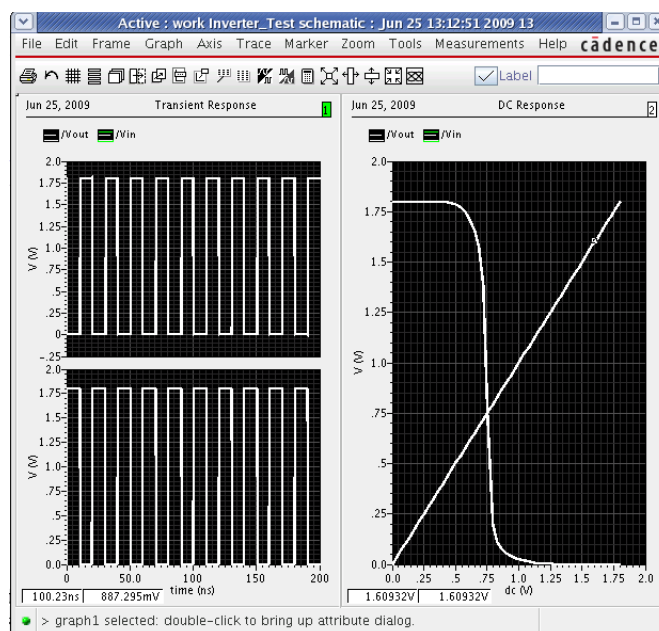 Active : work Inverter_Test schematic : Jun 25 13:12:51 2009 13
File Edit Frame Graph Axis Trace Marker Zoom Tools Measurements Help cādence
Label
Jun 25, 2009 Transient Response 1
/Vout /Vin
2.0
1.75
1.5
1.25
1.0
.75
.5
.25
0
-.25
V (V)
2.0
1.75
1.5
1.25
1.0
.75
.5
.25
0.0
V (V)
0 50.0 100 150 200
time (ns)
100.23ns 887.295mV
Jun 25, 2009 DC Response 2
/Vout /Vin
2.0
1.75
1.5
1.25
1.0
.75
.5
.25
0.0
V (V)
0.0 .25 .5 .75 1.0 1.25 1.5 1.75 2.0
dc (V)
1.60932V 1.60932V
> graph1 selected: double-click to bring up attribute dialog.